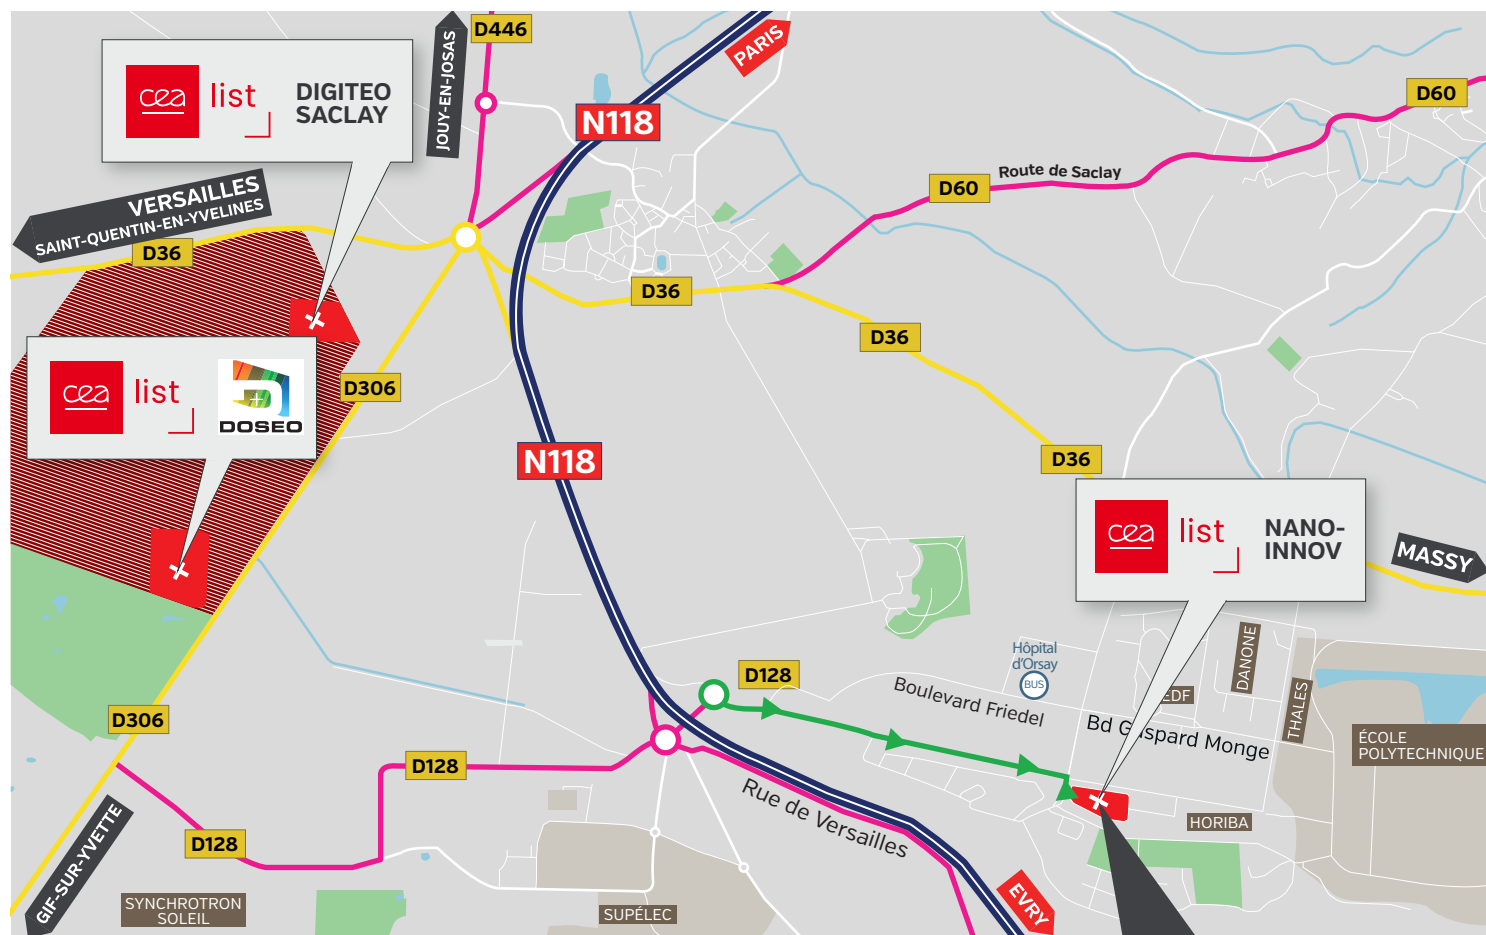 D446
JOUY-EN-JOSAS
PARIS
cea
list
DIGITEO
SACLAY
N118
D60
Route de Saclay
D60
VERSAILLES
SAINT-QUENTIN-EN-YVELINES
D36
D36
D36
D306
cea
list
DOSEO
N118
D36
cea
list
NANO-
INNOV
MASSY
Hôpital
d'Orsay
BUS
D128
Boulevard Friedel
EDF
DANONE
THALES
Bd Gaspard Monge
ÉCOLE
POLYTECHNIQUE
D306
D128
Rue de Versailles
HORIBA
D128
GIF-SUR-YVETTE
SYNCHROTRON
SOLEIL
SUPÉLEC
EVRY